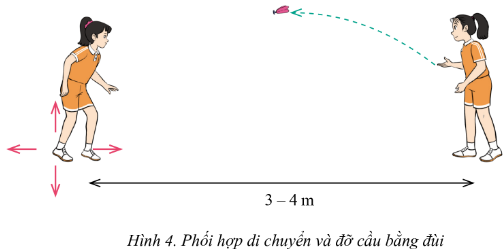 3 – 4 m
Hình 4. Phối hợp di chuyển và đỡ cầu bằng đùi